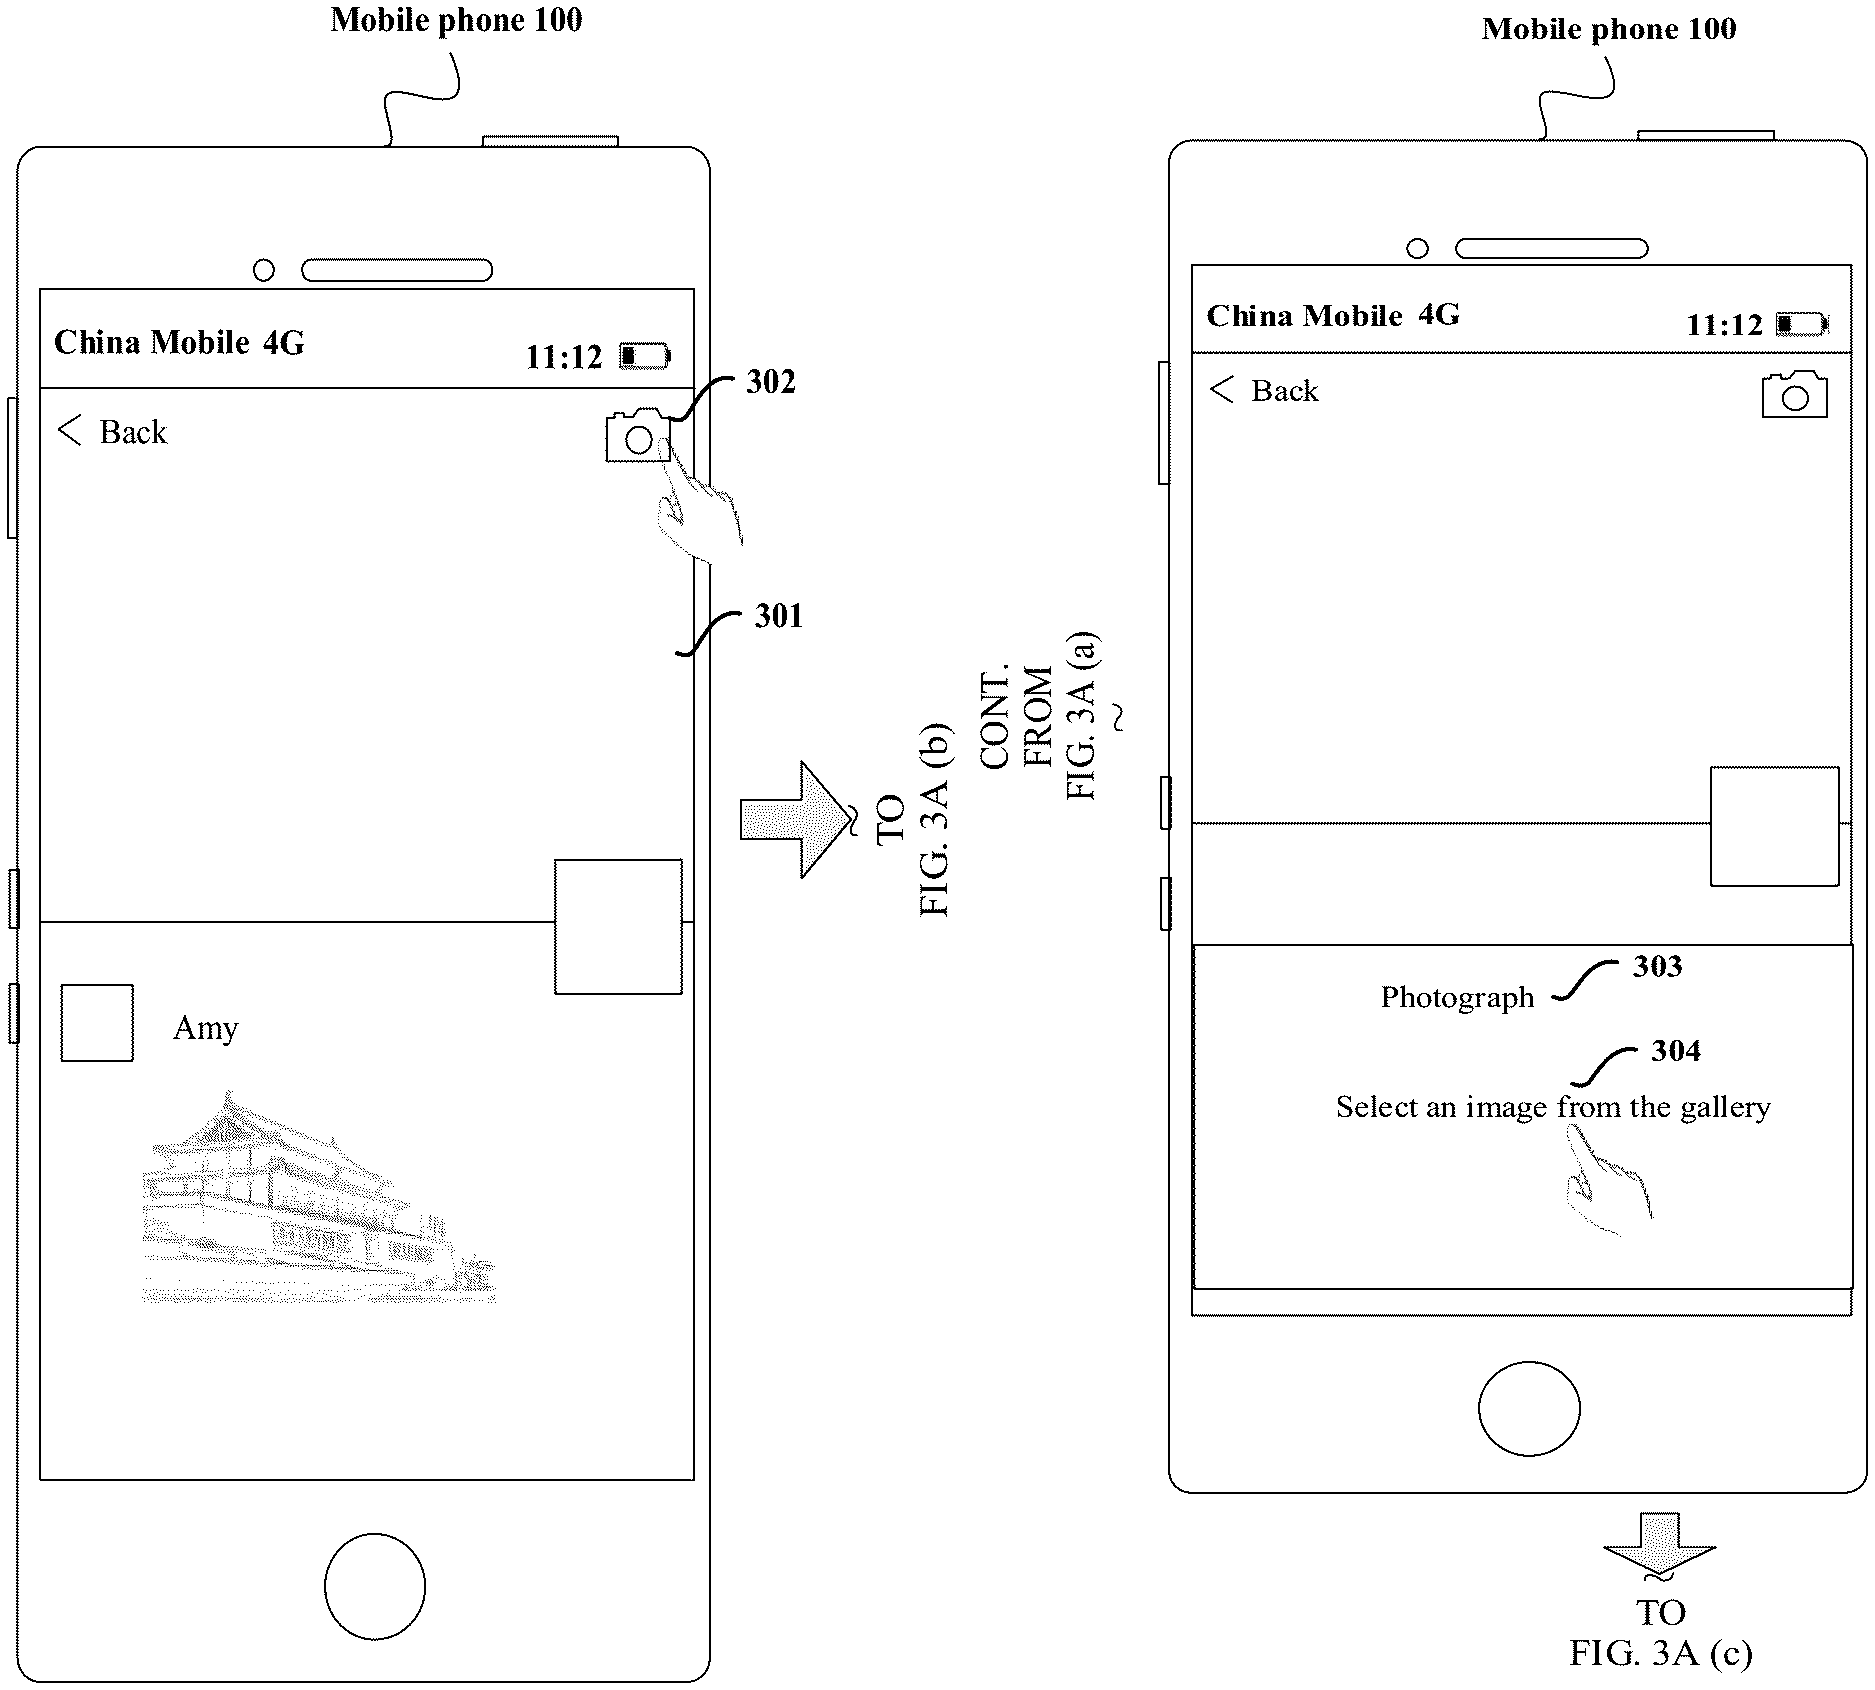 Mobile phone 100
China Mobile 4G
11:12
302
Back
301
Amy
TO
FIG. 3A (b)
CONT.
FROM
FIG. 3A (a)
Mobile phone 100
China Mobile 4G
11:12
Back
303
Photograph
304
Select an image from the gallery
TO
FIG. 3A (c)